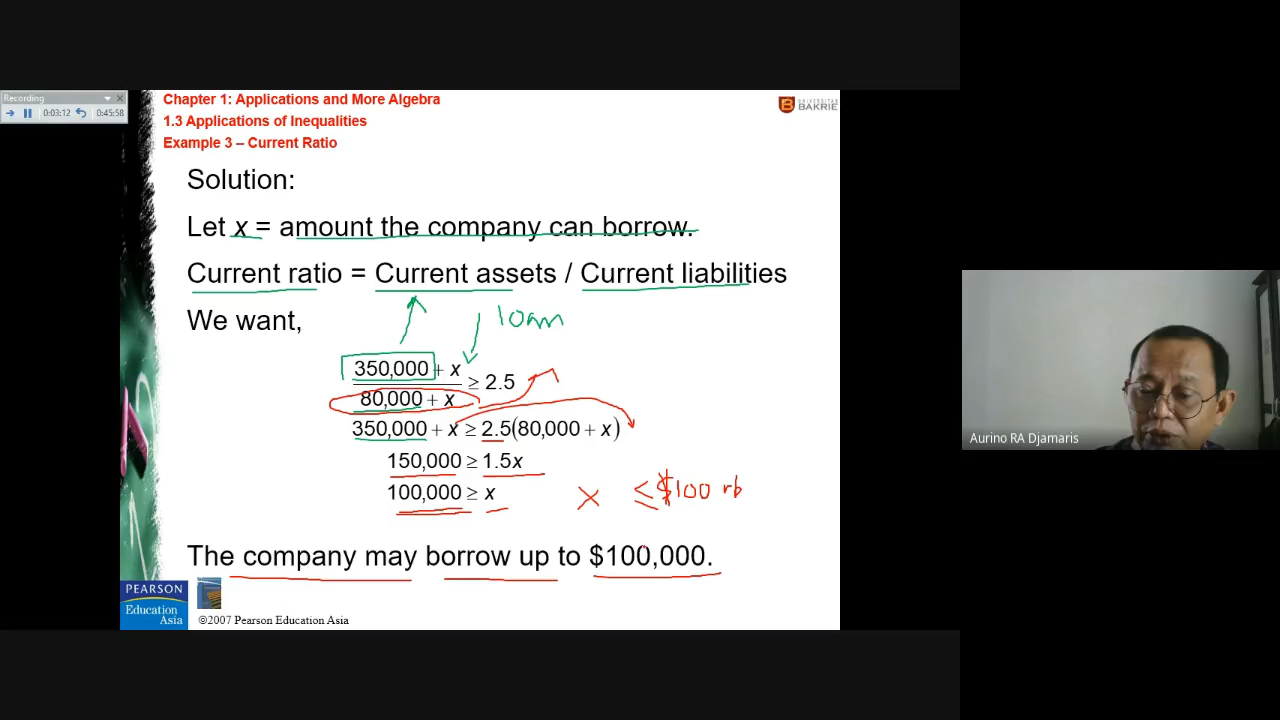 Recording
0:03:12 0:45:58
Chapter 1: Applications and More Algebra
1.3 Applications of Inequalities
Example 3 – Current Ratio
UNIVERSITAS
BAKRIE
Solution:
Let x = amount the company can borrow.
Current ratio = Current assets / Current liabilities
We want,
loan
350,000 + x
80,000 + x
≥ 2.5
350,000 + x ≥ 2.5(80,000 + x)
150,000 ≥ 1.5x
100,000 ≥ x
x ≤ $100 rb
The company may borrow up to $100,000.
PEARSON
Education
Asia
©2007 Pearson Education Asia
Aurino RA Djamaris